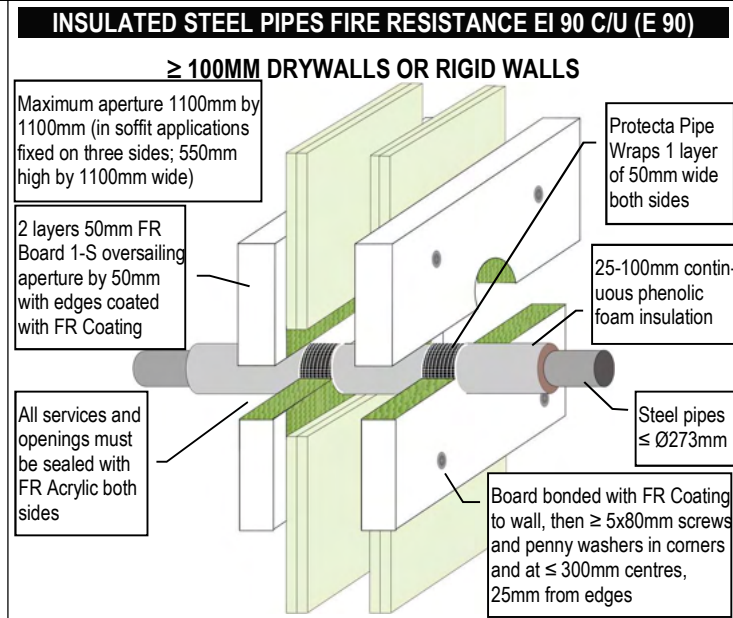 INSULATED STEEL PIPES FIRE RESISTANCE EI 90 C/U (E 90)
≥ 100MM DRYWALLS OR RIGID WALLS
Maximum aperture 1100mm by
1100mm (in soffit applications
fixed on three sides; 550mm
high by 1100mm wide)
2 layers 50mm FR
Board 1-S oversailing
aperture by 50mm
with edges coated
with FR Coating
All services and
openings must
be sealed with
FR Acrylic both
sides
Protecta Pipe
Wraps 1 layer
of 50mm wide
both sides
25-100mm contin-
uous phenolic
foam insulation
Steel pipes
≤ Ø273mm
Board bonded with FR Coating
to wall, then ≥ 5x80mm screws
and penny washers in corners
and at ≤ 300mm centres,
25mm from edges